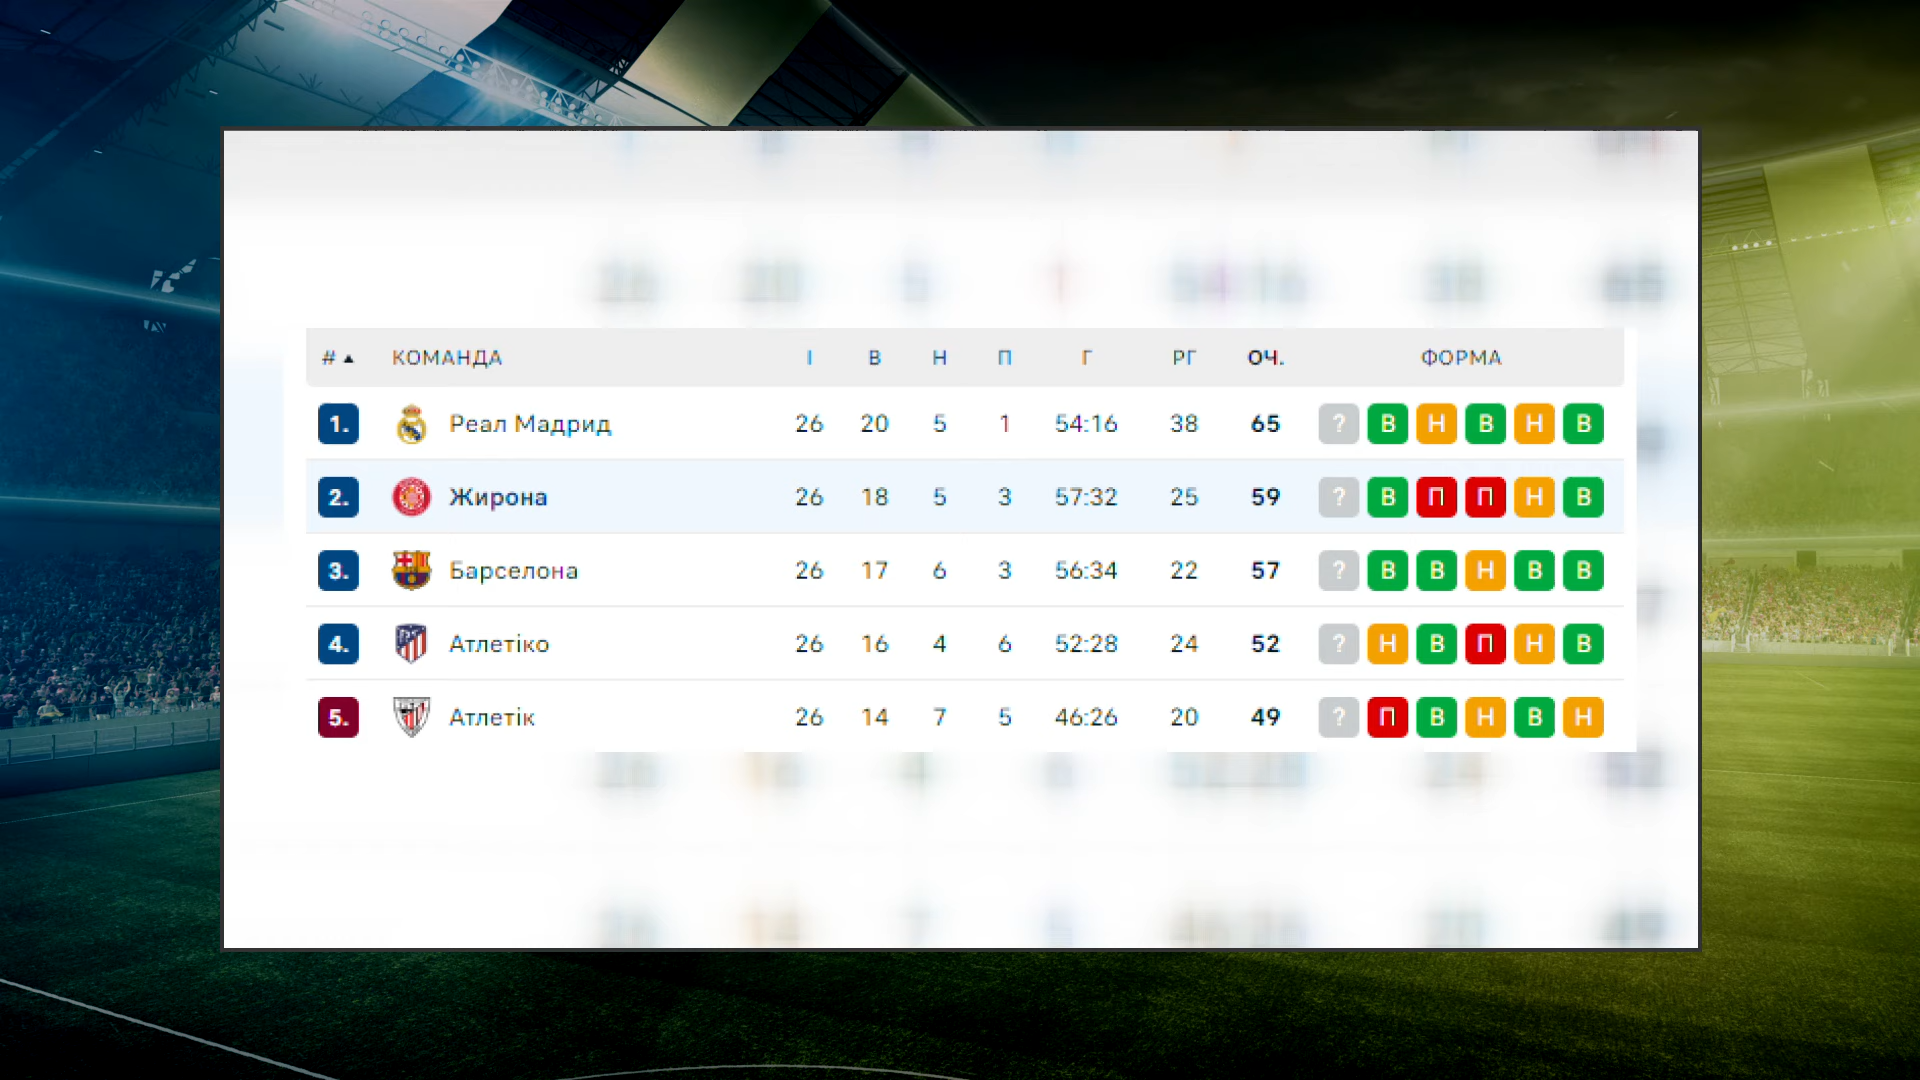 # ▲ КОМАНДА І В Н П Г РГ ОЧ. ФОРМА
1. Реал Мадрид 26 20 5 1 54:16 38 65 ? В Н В Н В
2. Жирона 26 18 5 3 57:32 25 59 ? В П П Н В
3. Барселона 26 17 6 3 56:34 22 57 ? В В Н В В
4. Атлетіко 26 16 4 6 52:28 24 52 ? Н В П Н В
5. Атлетік 26 14 7 5 46:26 20 49 ? П В Н В Н